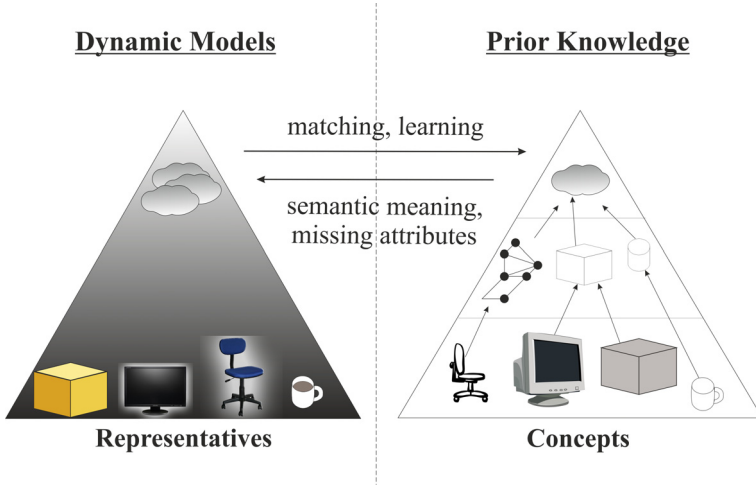 Dynamic Models
Prior Knowledge
matching, learning
semantic meaning,
missing attributes
Representatives
Concepts